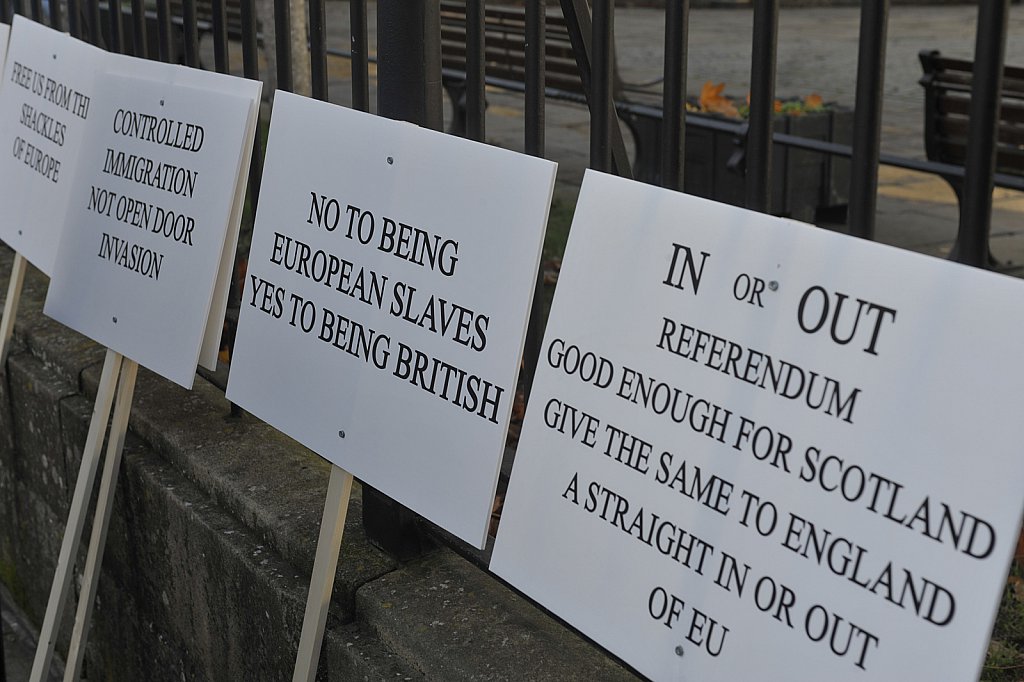 FREE US FROM TH
SHACKLES
OF EUROPE
CONTROLLED
IMMIGRATION
NOT OPEN DOOR
INVASION
NO TO BEING
EUROPEAN SLAVES
YES TO BEING BRITISH
IN OR OUT
REFERENDUM
GOOD ENOUGH FOR SCOTLAND
GIVE THE SAME TO ENGLAND
A STRAIGHT IN OR OUT
OF EU